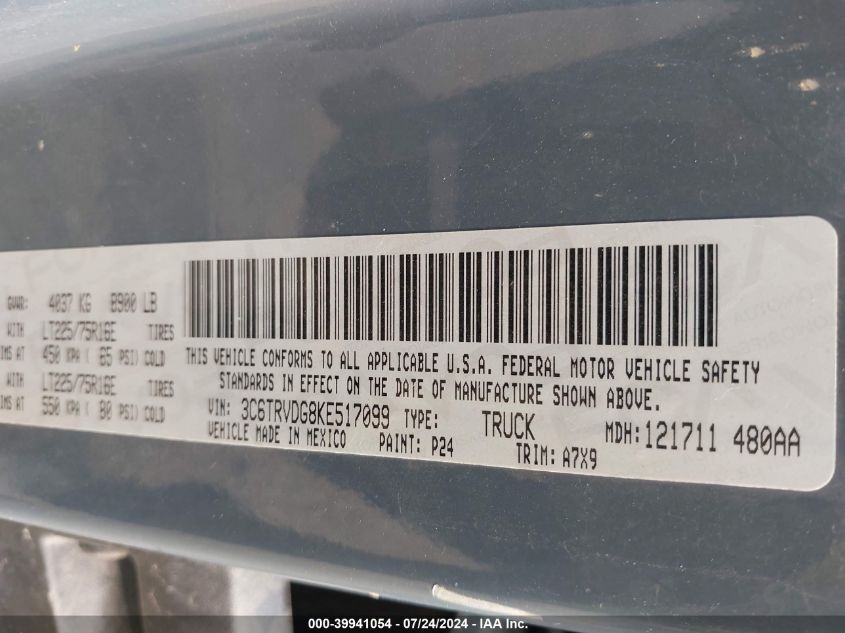 GVWR: 4037 KG 8900 LB
WITH LT225/75R16E TIRES
RIMS AT 450 KPA ( 65 PSI) COLD
WITH LT225/75R16E TIRES
RIMS AT 550 KPA ( 80 PSI) COLD
THIS VEHICLE CONFORMS TO ALL APPLICABLE U.S.A. FEDERAL MOTOR VEHICLE SAFETY
STANDARDS IN EFFECT ON THE DATE OF MANUFACTURE SHOWN ABOVE.
VIN: 3C6TRVDG8KE517099 TYPE: TRUCK MDH:121711 480AA
VEHICLE MADE IN MEXICO PAINT: P24 TRIM: A7X9
000-39941054 / 07/24/2024 - IAA Inc.